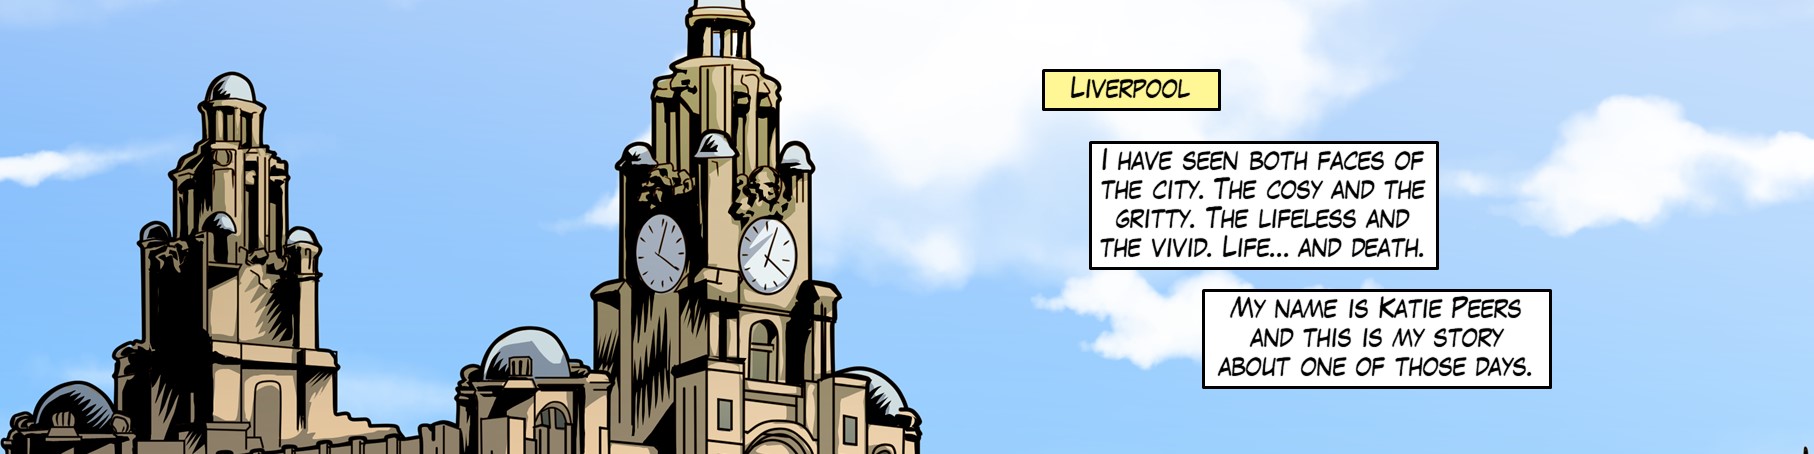 LIVERPOOL
I HAVE SEEN BOTH FACES OF
THE CITY. THE COSY AND THE
GRITTY. THE LIFELESS AND
THE VIVID. LIFE... AND DEATH.
MY NAME IS KATIE PEERS
AND THIS IS MY STORY
ABOUT ONE OF THOSE DAYS.